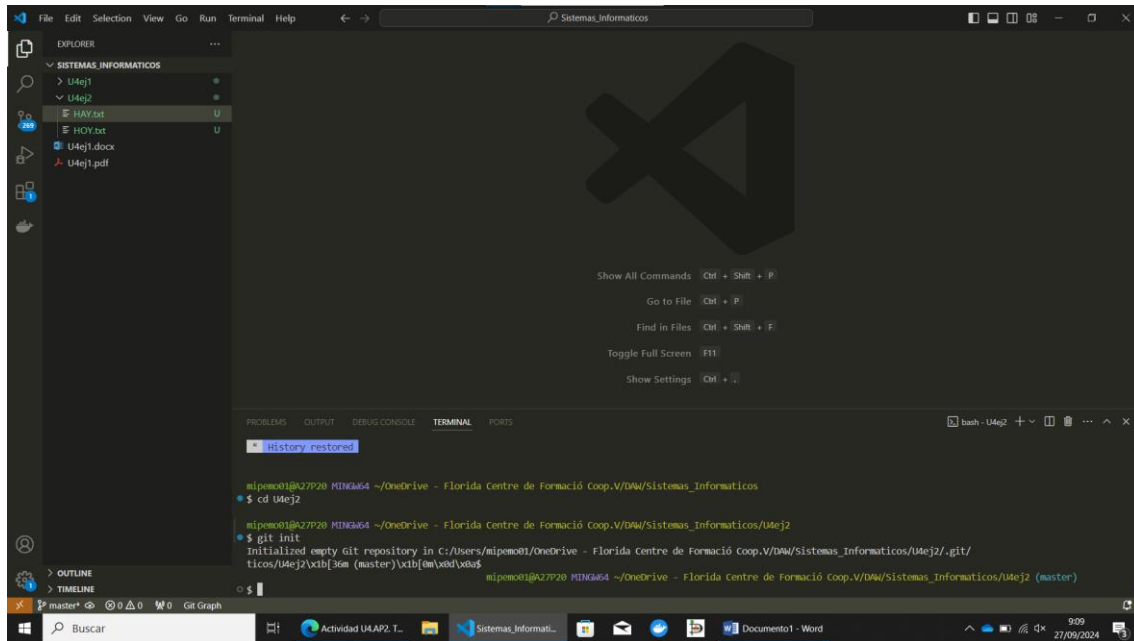 File Edit Selection View Go Run Terminal Help
Sistemas_Informaticos
EXPLORER
SISTEMAS_INFORMATICOS
U4ej1
U4ej2
HAY.txt U
HOY.txt U
U4ej1.docx
U4ej1.pdf
269
1
Show All Commands Ctrl + Shift + P
Go to File Ctrl + P
Find in Files Ctrl + Shift + F
Toggle Full Screen F11
Show Settings Ctrl + ,
PROBLEMS OUTPUT DEBUG CONSOLE TERMINAL PORTS
bash - U4ej2
* History restored
mipemo01@A27P20 MINGW64 ~/OneDrive - Florida Centre de Formació Coop.V/DAW/Sistemas_Informaticos
$ cd U4ej2
mipemo01@A27P20 MINGW64 ~/OneDrive - Florida Centre de Formació Coop.V/DAW/Sistemas_Informaticos/U4ej2
$ git init
Initialized empty Git repository in C:/Users/mipemo01/OneDrive - Florida Centre de Formació Coop.V/DAW/Sistemas_Informaticos/U4ej2/.git/
ticos/U4ej2\x1b[36m (master)\x1b[0m\x0d\x0a$
mipemo01@A27P20 MINGW64 ~/OneDrive - Florida Centre de Formació Coop.V/DAW/Sistemas_Informaticos/U4ej2 (master)
$
OUTLINE
TIMELINE
1
master* 0 0 0 Git Graph
Buscar
Actividad U4.AP2. T...
Sistemas_Informati...
Documento1 - Word
9:09
27/09/2024